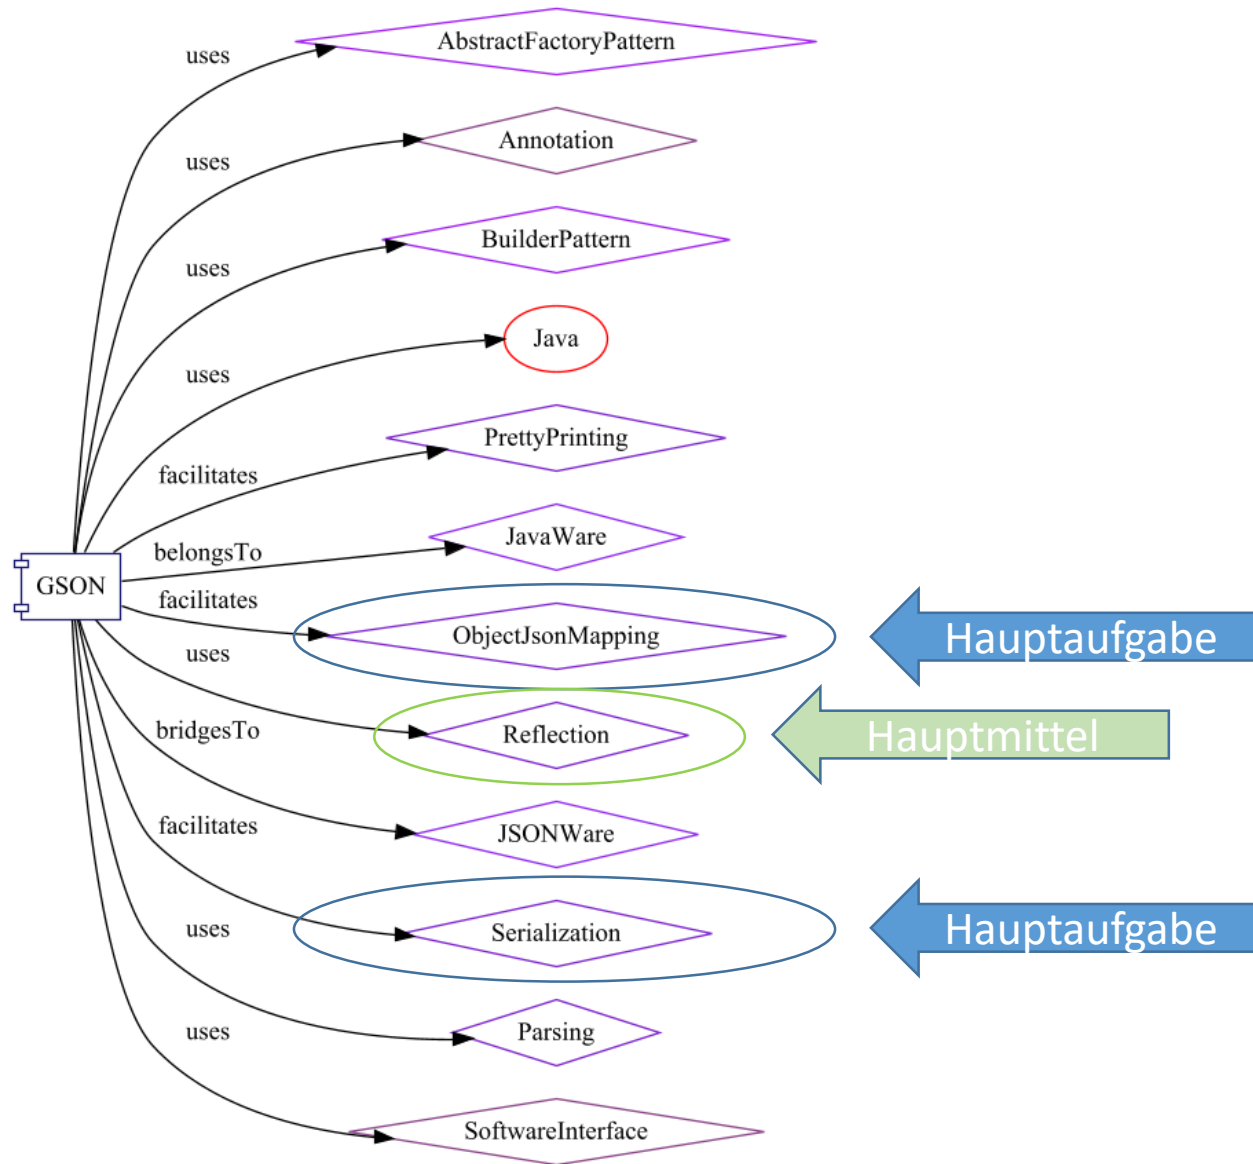 uses
AbstractFactoryPattern
uses
Annotation
uses
BuilderPattern
uses
Java
facilitates
PrettyPrinting
belongsTo
JavaWare
GSON
facilitates
ObjectJsonMapping
Hauptaufgabe
uses
Reflection
Hauptmittel
bridgesTo
JSONWare
facilitates
Serialization
Hauptaufgabe
uses
Parsing
uses
SoftwareInterface